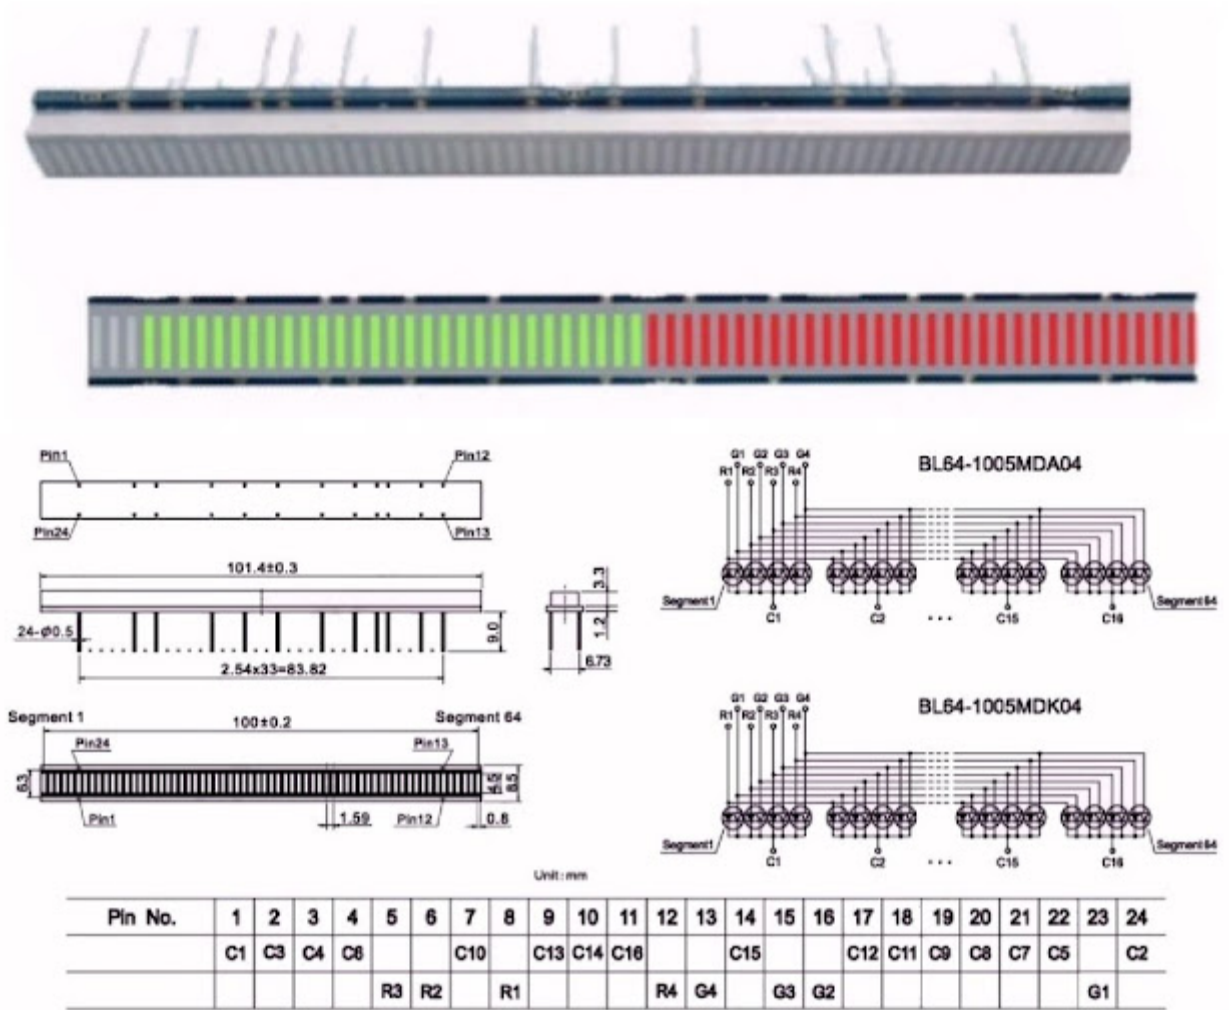 Pin1
Pin12
Pin24
Pin13
101.4±0.3
3.3
1.2
24-Ø0.5
9.0
2.54x33=83.82
6.73
Segment 1
100±0.2
Segment 64
Pin24
Pin13
6.3
8.5
Pin1
1.59
Pin12
0.8
BL64-1005MDA04
G1 G2 G3 G4
R1 R2 R3 R4
Segment1
Segment64
C1 C2 ... C15 C16
BL64-1005MDK04
G1 G2 G3 G4
R1 R2 R3 R4
Segment1
Segment64
C1 C2 ... C15 C16
Unit: mm
Pin No. 1 2 3 4 5 6 7 8 9 10 11 12 13 14 15 16 17 18 19 20 21 22 23 24
C1 C3 C4 C6 C10 C13 C14 C16 C15 C12 C11 C9 C8 C7 C5 C2
R3 R2 R1 R4 G4 G3 G2 G1